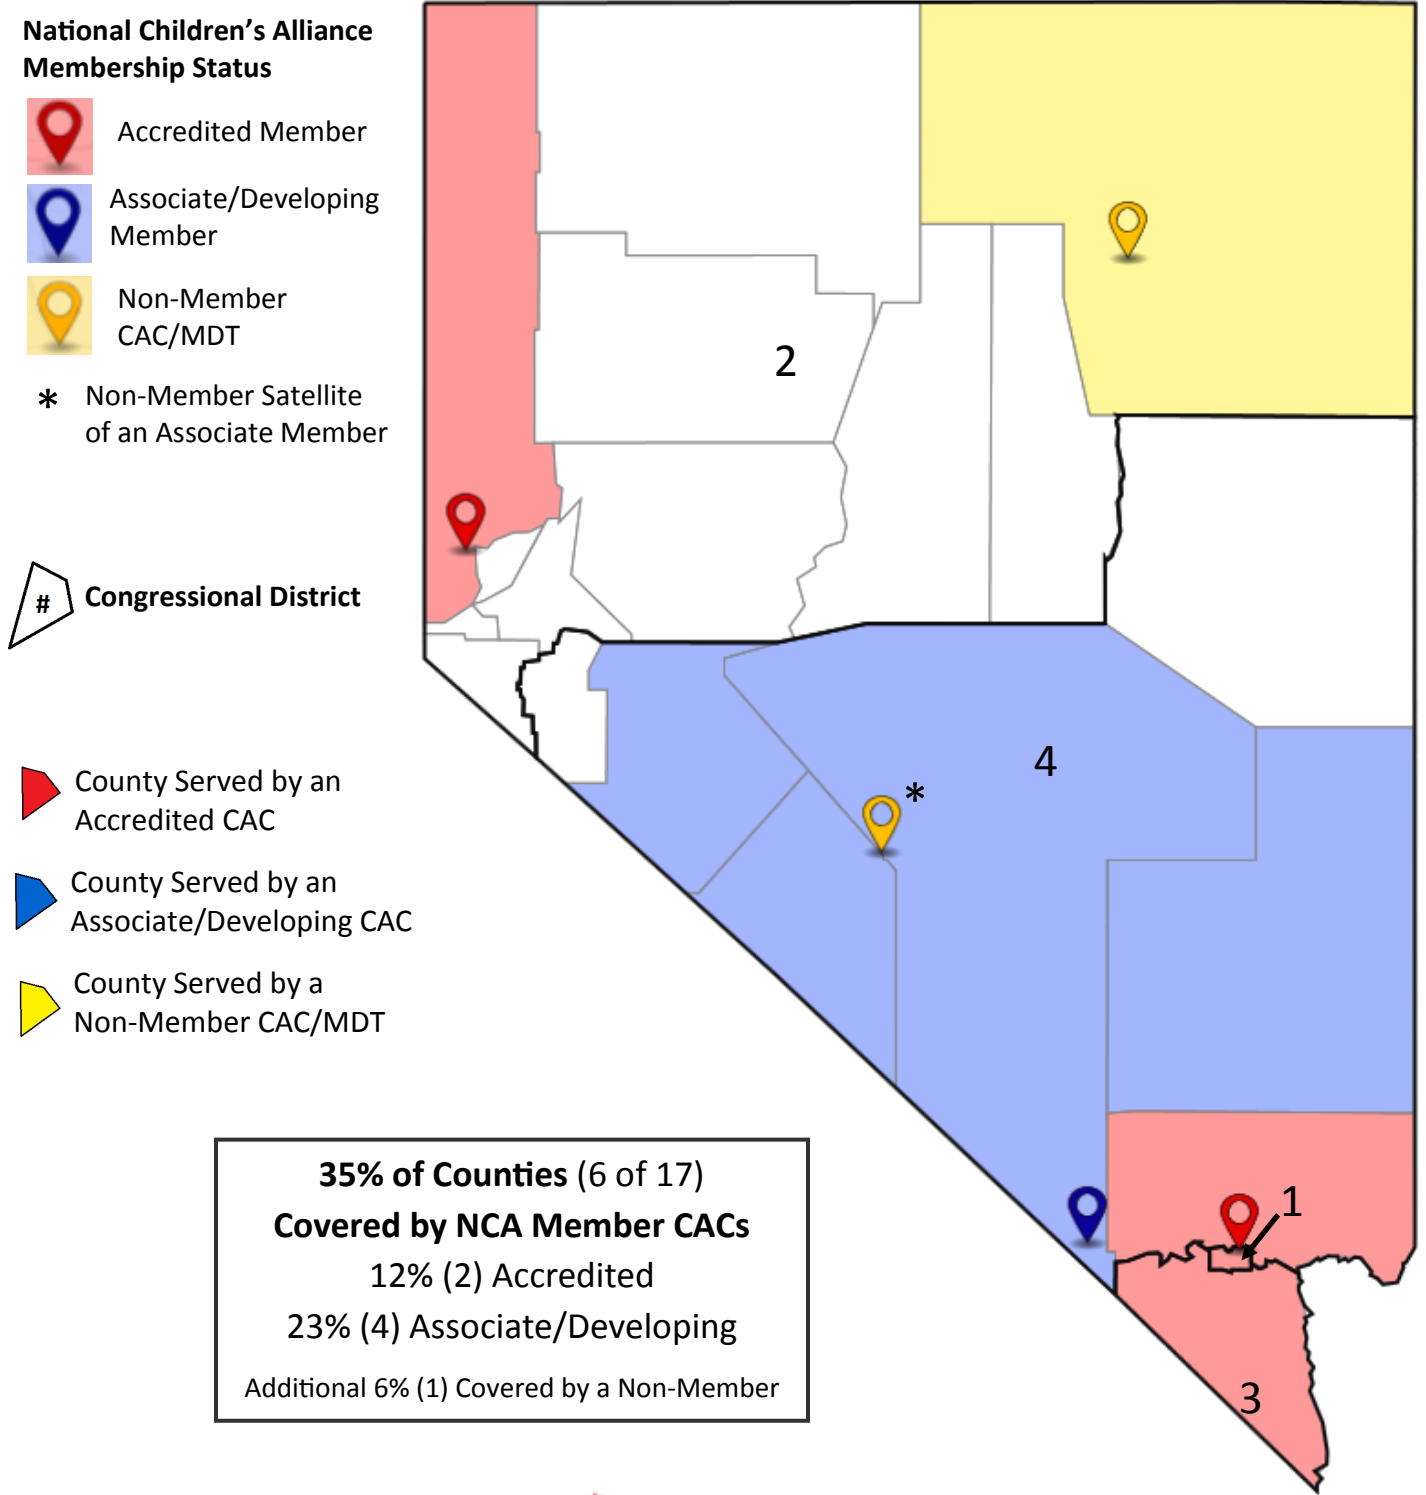 National Children's Alliance
Membership Status
Accredited Member
Associate/Developing
Member
Non-Member
CAC/MDT
* Non-Member Satellite
of an Associate Member
# Congressional District
County Served by an
Accredited CAC
County Served by an
Associate/Developing CAC
County Served by a
Non-Member CAC/MDT
2
4
*
1
3
35% of Counties (6 of 17)
Covered by NCA Member CACs
12% (2) Accredited
23% (4) Associate/Developing
Additional 6% (1) Covered by a Non-Member